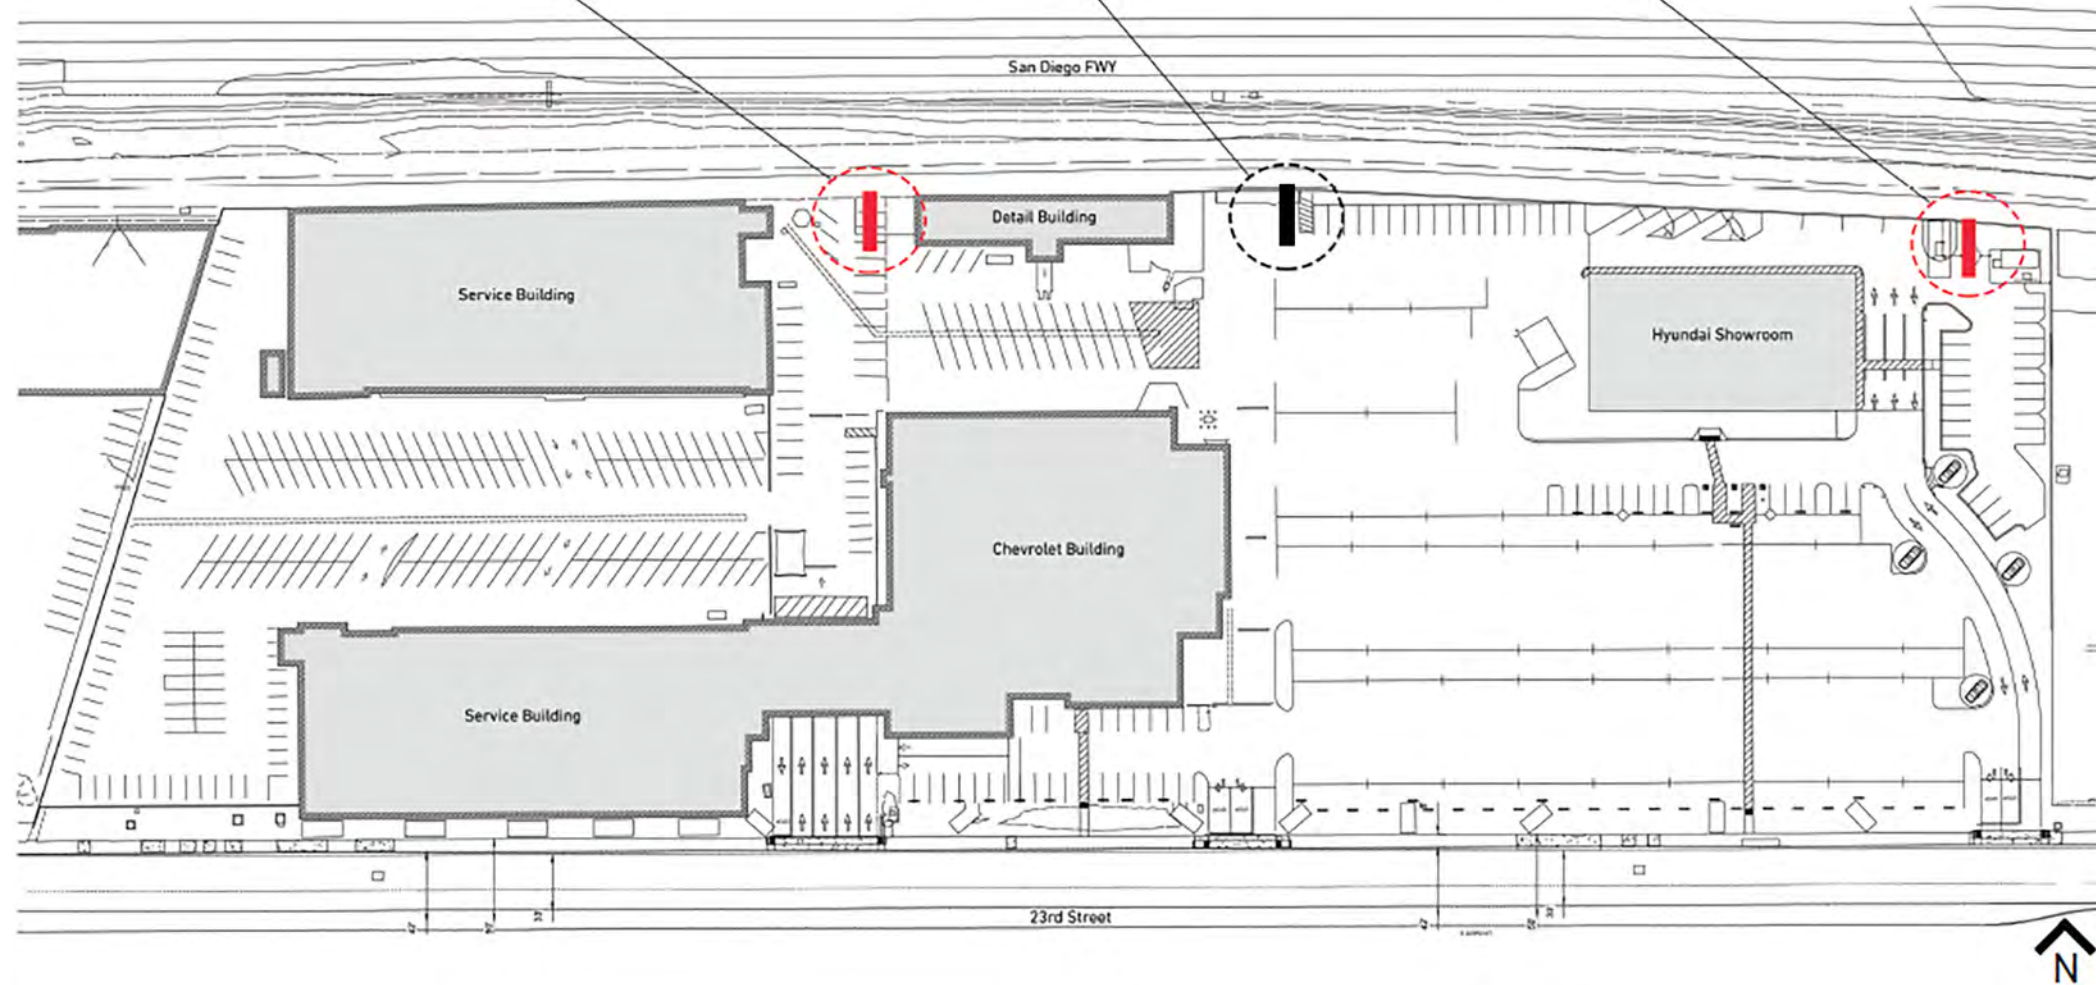 San Diego FWY
Detail Building
Service Building
Hyundai Showroom
Chevrolet Building
Service Building
23rd Street
N